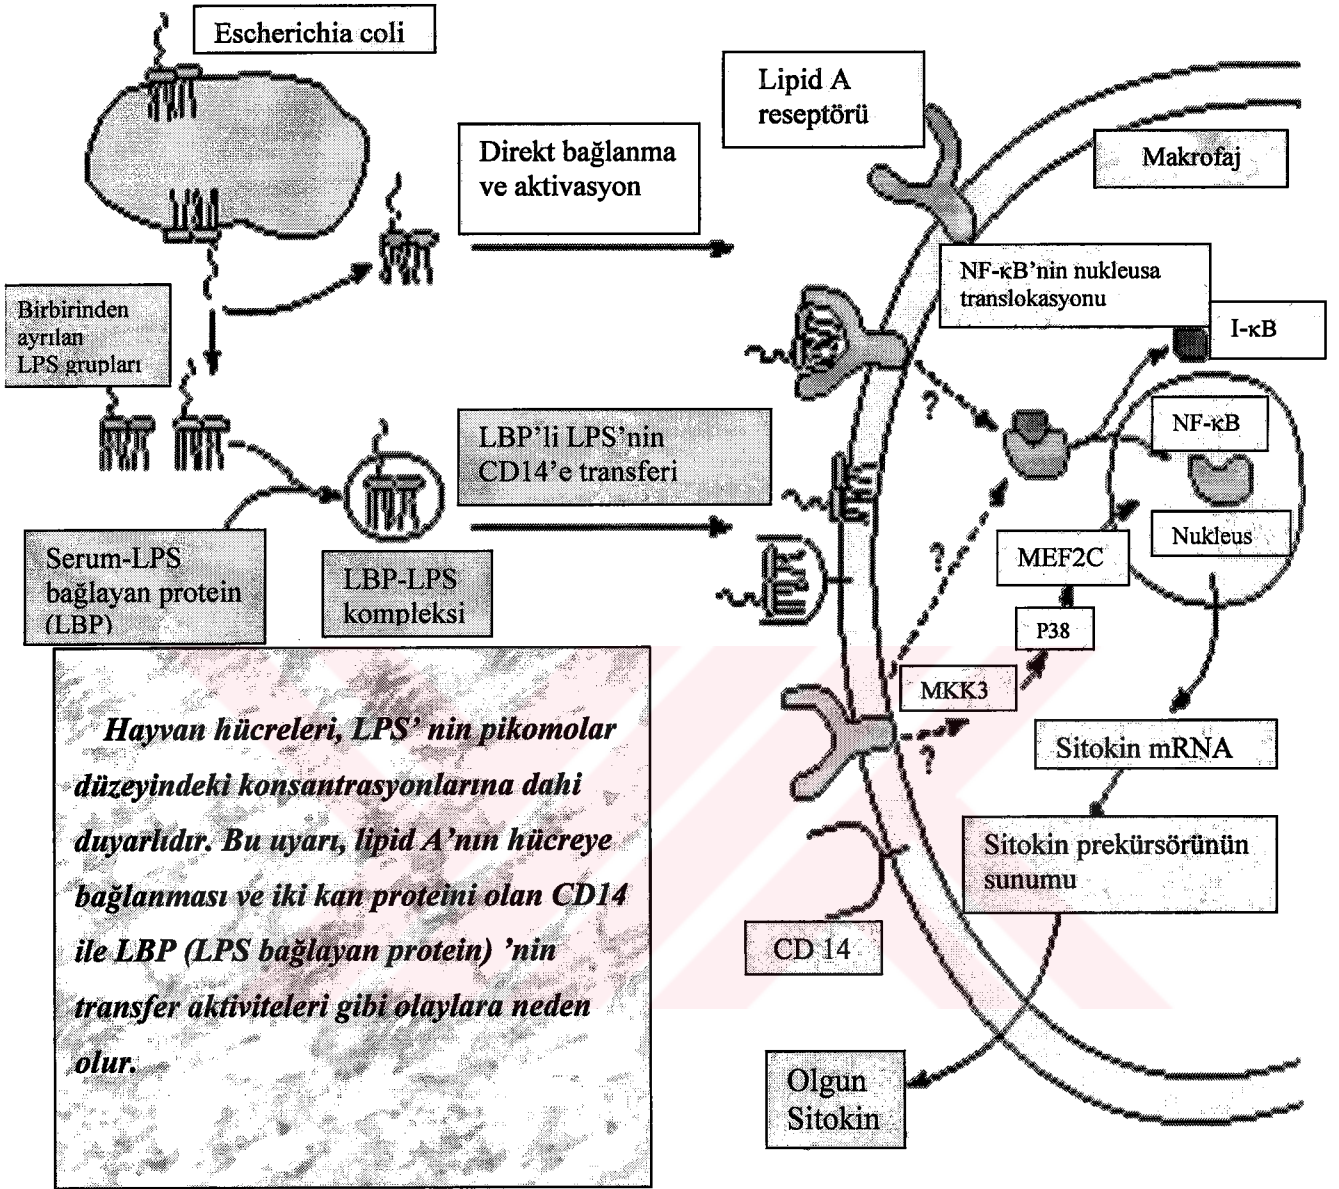 Escherichia coli
Lipid A
reseptörü
Direkt bağlanma
ve aktivasyon
Makrofaj
NF-κB’nin nukleusa
translokasyonu
I-κB
Birbirinden
ayrılan
LPS grupları
?
NF-κB
LBP’li LPS’nin
CD14’e transferi
Serum-LPS
bağlayan protein
(LBP)
LBP-LPS
kompleksi
?
MEF2C
Nukleus
P38
MKK3
?
Sitokin mRNA
Sitokin prekürsörünün
sunumu
CD 14
Olgun
Sitokin
Hayvan hücreleri, LPS’ nin pikomolar
düzeyindeki konsantrasyonlarına dahi
duyarlıdır. Bu uyarı, lipid A’nın hücreye
bağlanması ve iki kan proteini olan CD14
ile LBP (LPS bağlayan protein) ’nin
transfer aktiviteleri gibi olaylara neden
olur.